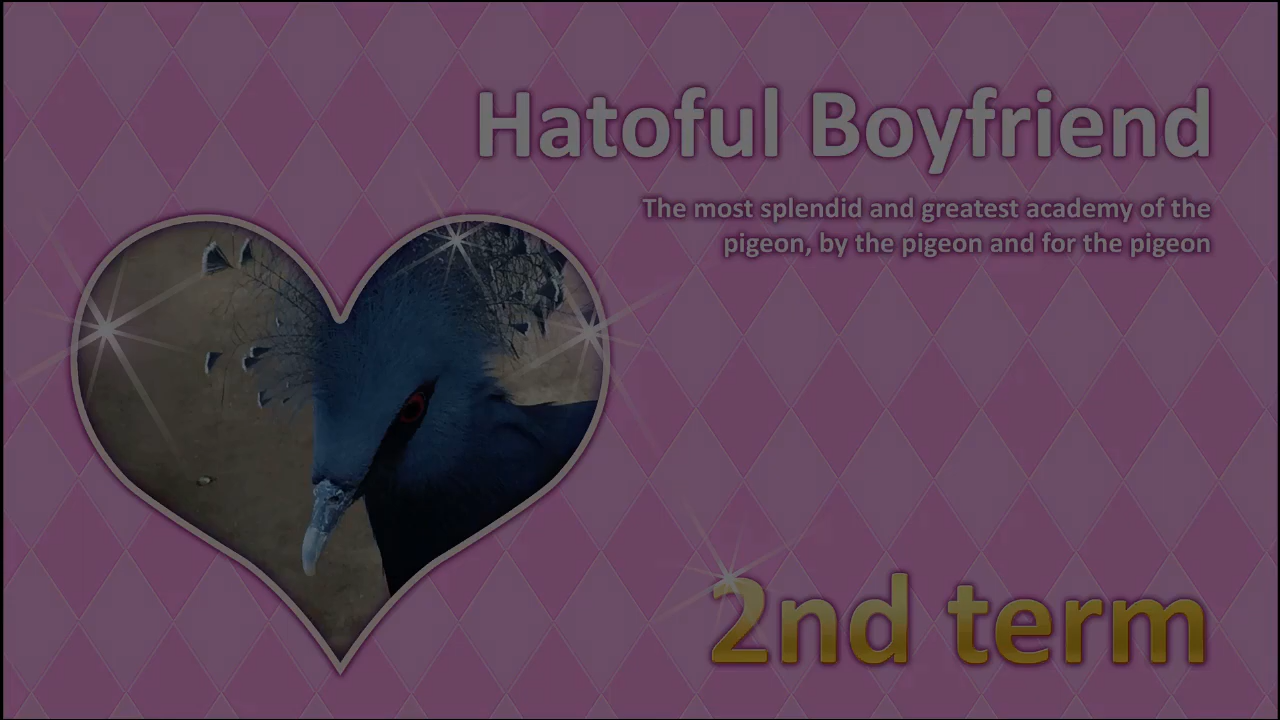 Hatoful Boyfriend
The most splendid and greatest academy of the
pigeon, by the pigeon and for the pigeon
2nd term